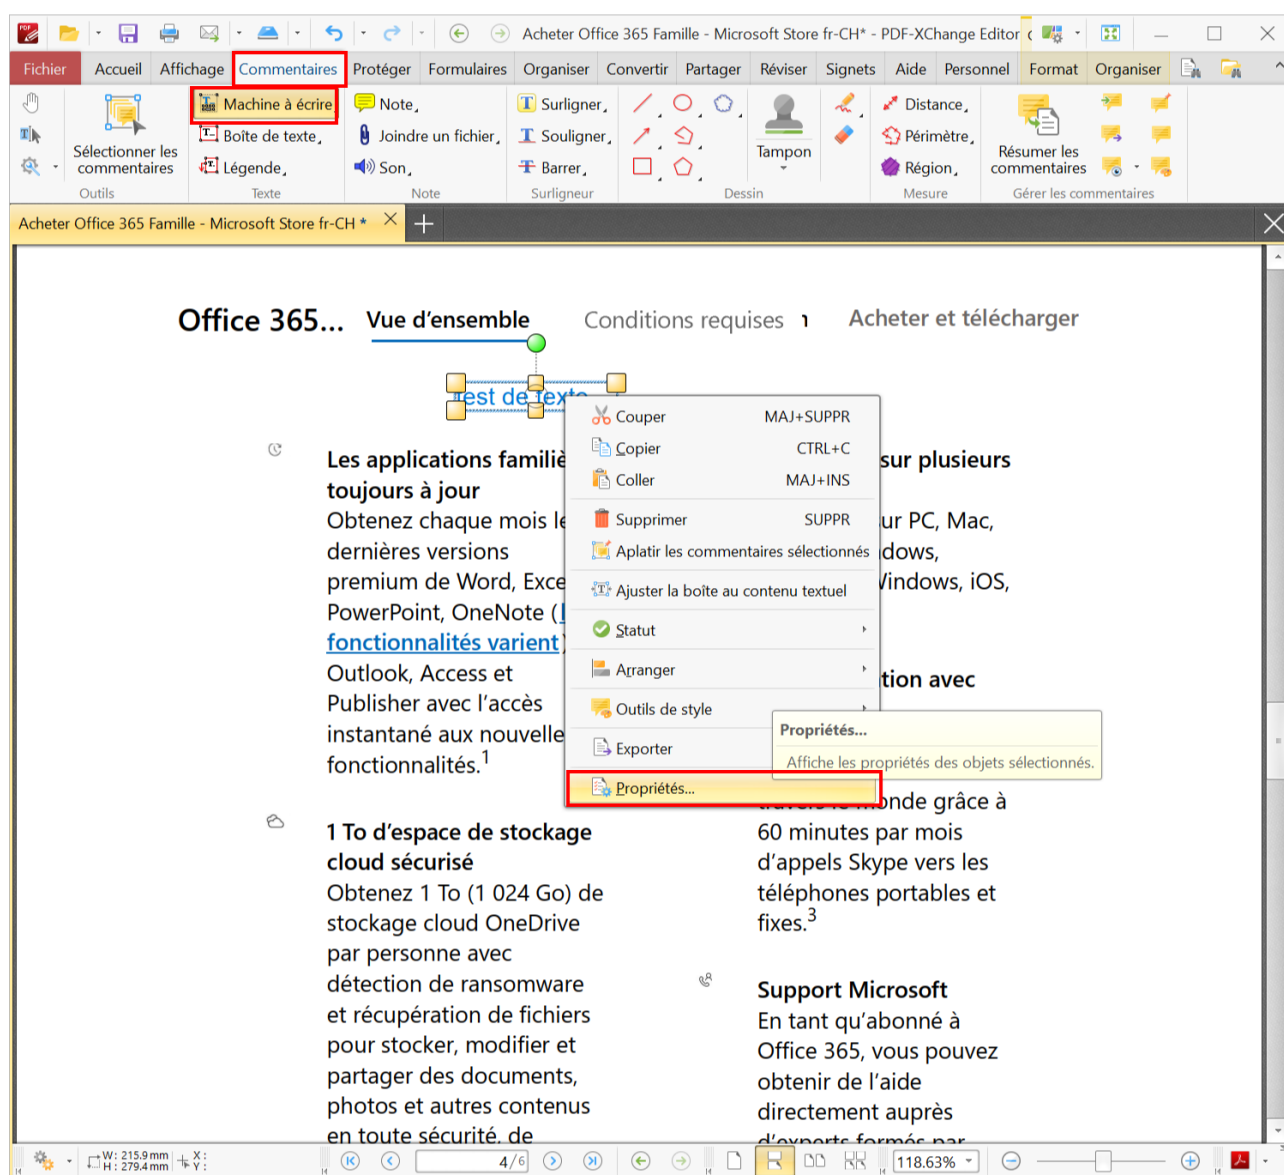 Acheter Office 365 Famille - Microsoft Store fr-CH* - PDF-XChange Editor
Fichier Accueil Affichage Commentaires Protéger Formulaires Organiser Convertir Partager Réviser Signets Aide Personnel Format Organiser
Machine à écrire
Boîte de texte
Légende
Sélectionner les
commentaires
Note
Joindre un fichier
Son
Surligner
Souligner
Barrer
Tampon
Distance
Périmètre
Région
Résumer les
commentaires
Outils Texte Note Surligneur Dessin Mesure Gérer les commentaires
Acheter Office 365 Famille - Microsoft Store fr-CH *
Office 365... Vue d'ensemble Conditions requises Acheter et télécharger
Test de texte
Couper MAJ+SUPPR
Copier CTRL+C
Coller MAJ+INS
Supprimer SUPPR
Aplatir les commentaires sélectionnés
Ajuster la boîte au contenu textuel
Statut
Arranger
Outils de style
Exporter
Propriétés...
Propriétés...
Affiche les propriétés des objets sélectionnés.
Les applications
toujours à jour
Obtenez chaque mois
dernières versions
premium de Word,
PowerPoint, OneNote (
fonctionnalités varient
Outlook, Access et
Publisher avec l'accès
instantané aux
fonctionnalités.1
1 To d'espace de stockage
cloud sécurisé
Obtenez 1 To (1 024 Go) de
stockage cloud OneDrive
par personne avec
détection de ransomware
et récupération de fichiers
pour stocker, modifier et
partager des documents,
photos et autres contenus
en toute sécurité, de
sur plusieurs
sur PC, Mac,
Windows, iOS,
avec
monde grâce à
60 minutes par mois
d'appels Skype vers les
téléphones portables et
fixes.3
Support Microsoft
En tant qu'abonné à
Office 365, vous pouvez
obtenir de l'aide
directement auprès
d'experts formés par
W: 215.9 mm X:
H: 279.4 mm Y:
4/6
118.63%